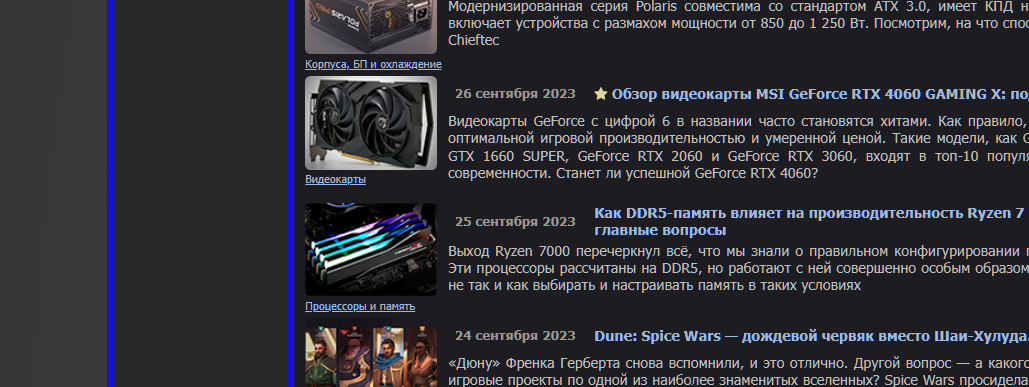 Модернизированная серия Polaris совместима со стандартом ATX 3.0, имеет КПД
включает устройства с размахом мощности от 850 до 1 250 Вт. Посмотрим, на что
Chieftec
Корпуса, БП и охлаждение
26 сентября 2023 Обзор видеокарты MSI GeForce RTX 4060 GAMING X:
Видеокарты GeForce с цифрой 6 в названии часто становятся хитами. Как правило,
оптимальной игровой производительностью и умеренной ценой. Такие модели, как
GTX 1660 SUPER, GeForce RTX 2060 и GeForce RTX 3060, входят в топ-10
современности. Станет ли успешной GeForce RTX 4060?
Видеокарты
25 сентября 2023
Как DDR5-память влияет на производительность Ryzen 7
главные вопросы
Выход Ryzen 7000 перечеркнул всё, что мы знали о правильном конфигурировании
Эти процессоры рассчитаны на DDR5, но работают с ней совершенно особым образом
не так и как выбирать и настраивать память в таких условиях
Процессоры и память
24 сентября 2023 Dune: Spice Wars — дождевой червяк вместо Шаи-Хулуда.
«Дюну» Френка Герберта снова вспомнили, и это отлично. Другой вопрос — а
игровые проекты по одной из наиболее знаменитых вселенных? Spice Wars